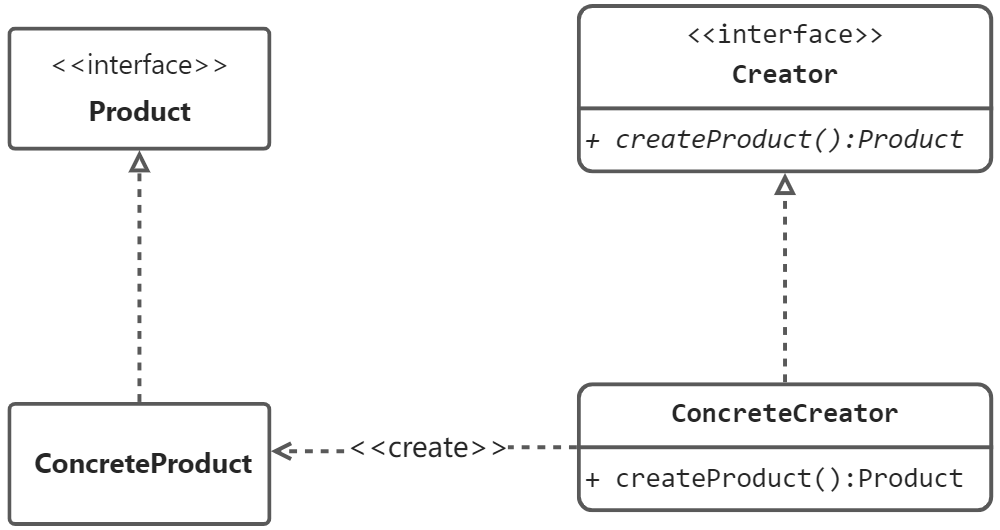 <<interface>>
Product
<<interface>>
Creator
+ createProduct():Product
ConcreteProduct
<<create>>
ConcreteCreator
+ createProduct():Product